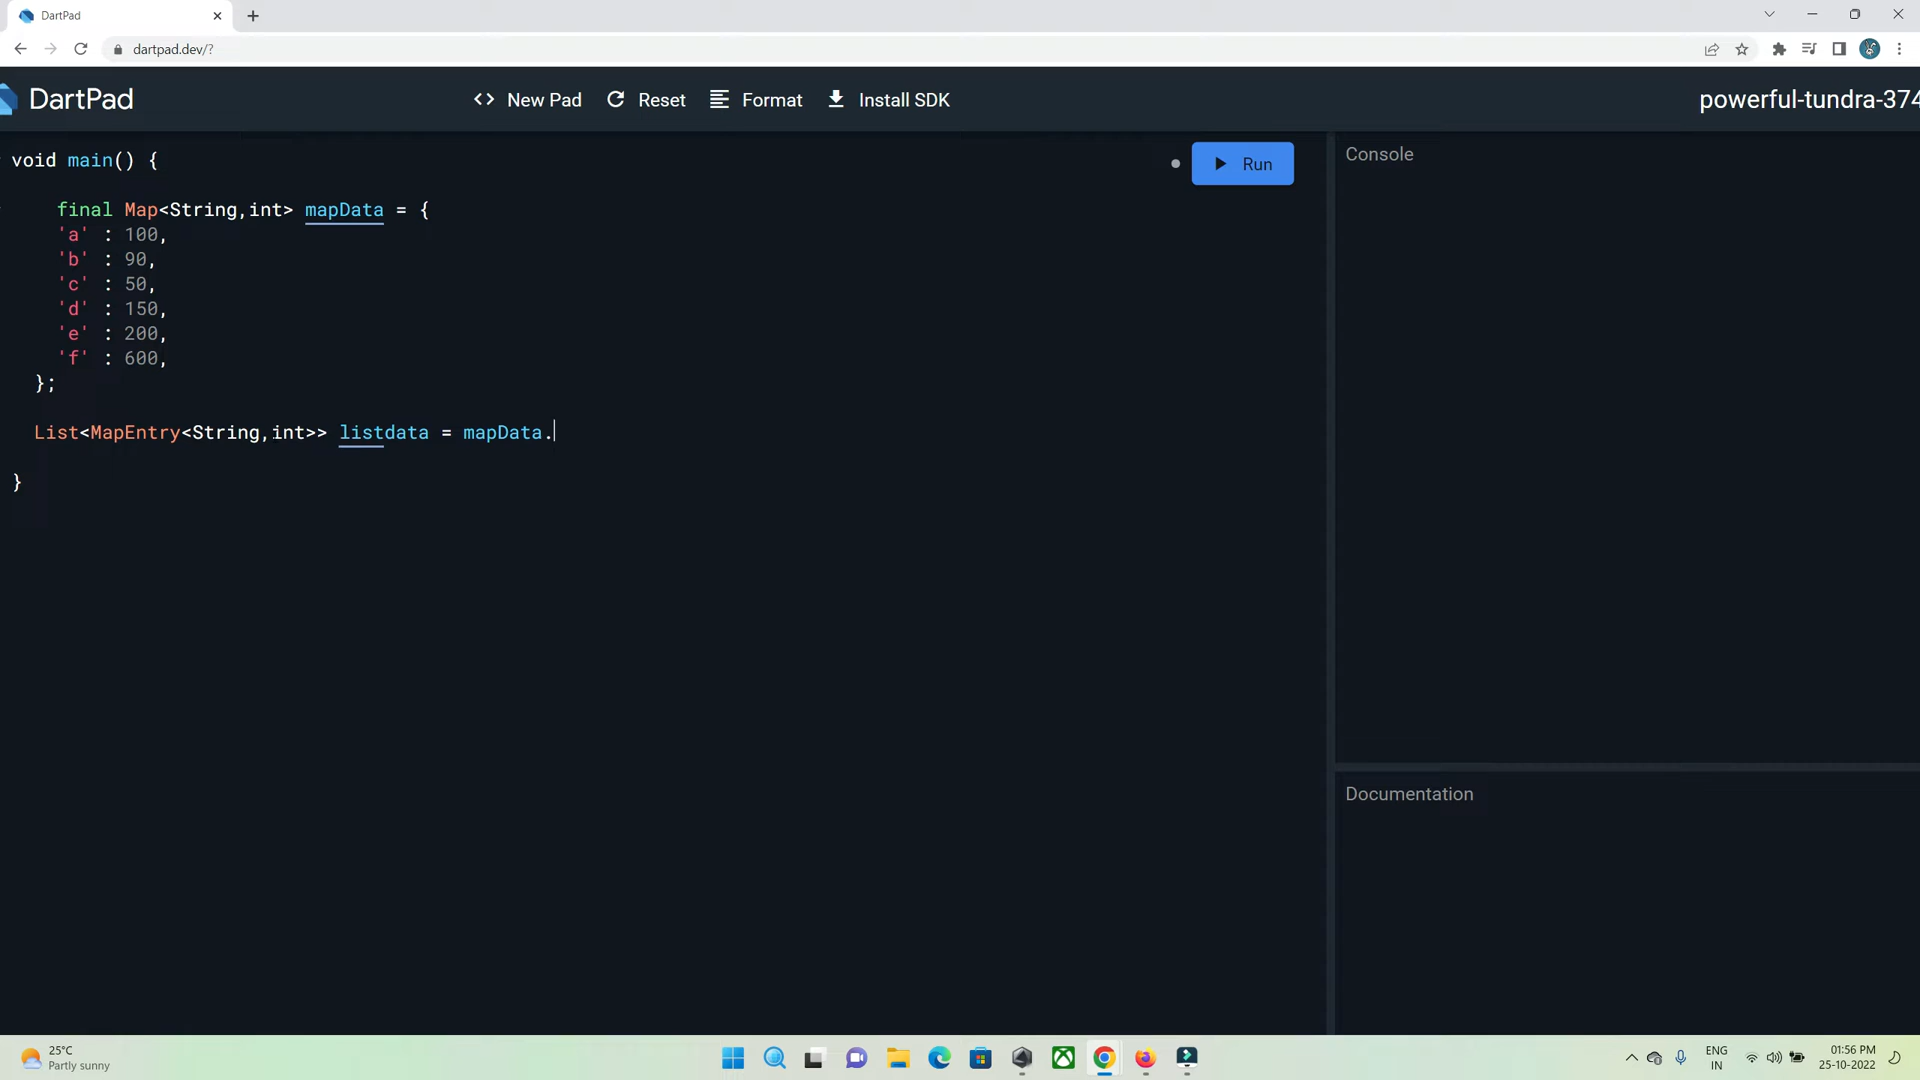 DartPad
dartpad.dev/?
DartPad
New Pad
Reset
Format
Install SDK
powerful-tundra-374
void main() {
final Map<String,int> mapData = {
'a' : 100,
'b' : 90,
'c' : 50,
'd' : 150,
'e' : 200,
'f' : 600,
};
List<MapEntry<String,int>> listdata = mapData.
}
Run
Console
Documentation
25°C
Partly sunny
ENG
IN
01:56 PM
25-10-2022